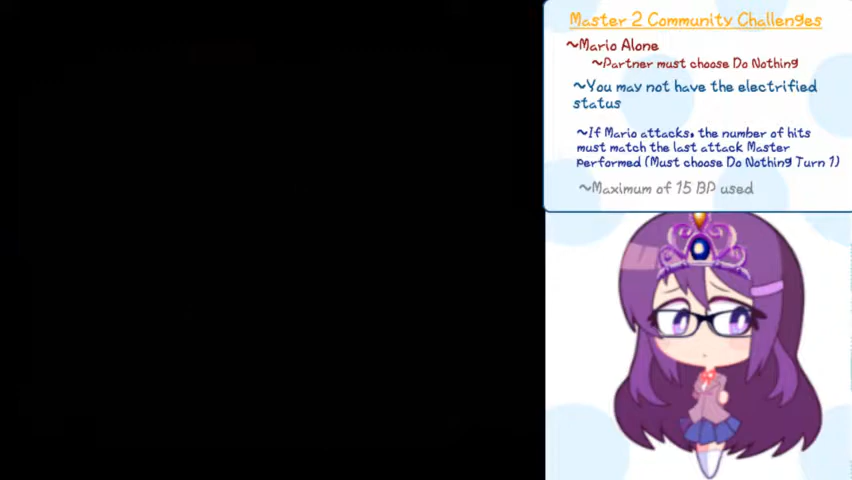 Master 2 Community Challenges
~Mario Alone
~Partner must choose Do Nothing
~You may not have the electrified
status
~If Mario attacks, the number of hits
must match the last attack Master
performed (Must choose Do Nothing Turn 1)
~Maximum of 15 BP used